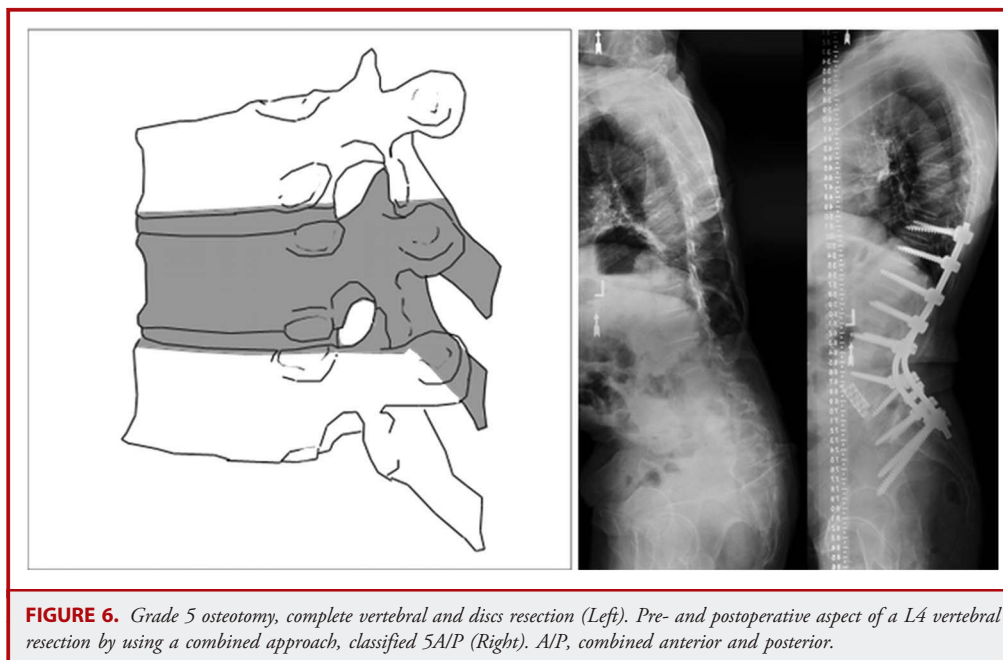 FIGURE 6. Grade 5 osteotomy, complete vertebral and discs resection (Left). Pre- and postoperative aspect of a L4 vertebral
resection by using a combined approach, classified 5A/P (Right). A/P, combined anterior and posterior.